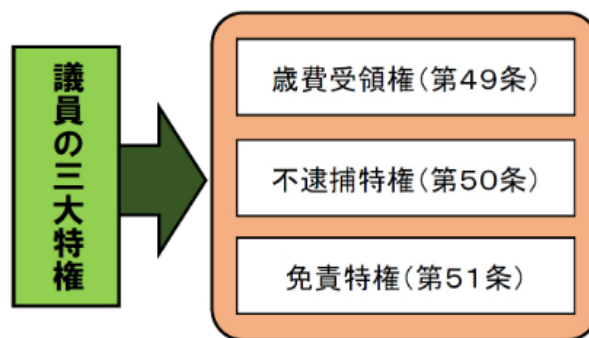 議員の三大特権
歳費受領権（第４９条）
不逮捕特権（第５０条）
免責特権（第５１条）